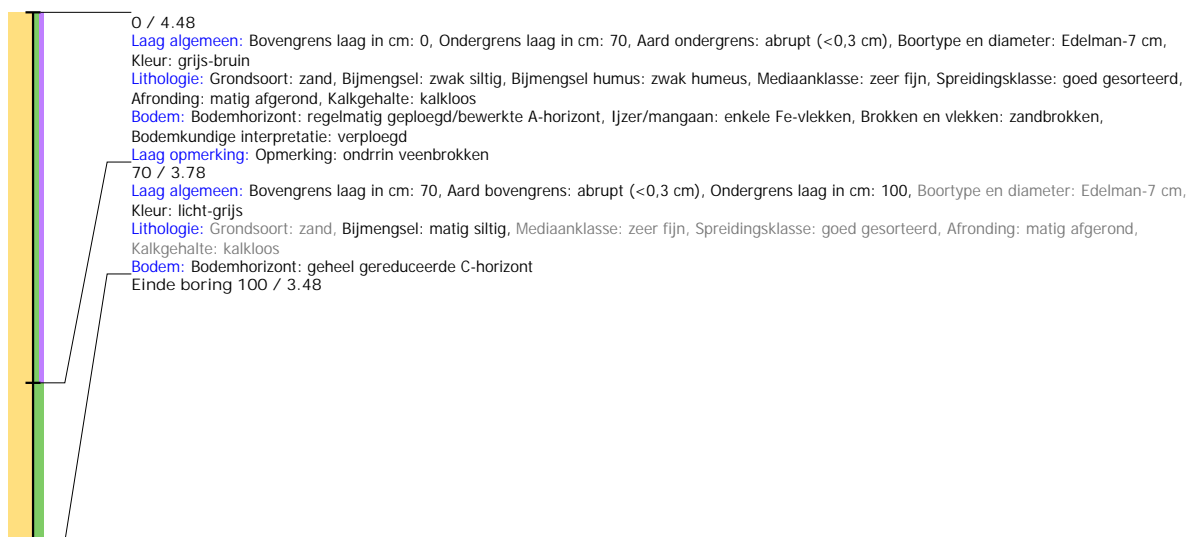 0 / 4.48
Laag algemeen: Bovengrens laag in cm: 0, Ondergrens laag in cm: 70, Aard ondergrens: abrupt (<0,3 cm), Boortype en diameter: Edelman-7 cm,
Kleur: grijs-bruin
Lithologie: Grondsoort: zand, Bijmengsel: zwak siltig, Bijmengsel humus: zwak humeus, Mediaanklasse: zeer fijn, Spreidingsklasse: goed gesorteerd,
Afronding: matig afgerond, Kalkgehalte: kalkloos
Bodem: Bodemhorizont: regelmatig geploegd/bewerkte A-horizont, Ijzer/mangaan: enkele Fe-vlekken, Brokken en vlekken: zandbrokken,
Bodemkundige interpretatie: verploegd
Laag opmerking: Opmerking: ondrrin veenbrokken
70 / 3.78
Laag algemeen: Bovengrens laag in cm: 70, Aard bovengrens: abrupt (<0,3 cm), Ondergrens laag in cm: 100, Boortype en diameter: Edelman-7 cm,
Kleur: licht-grijs
Lithologie: Grondsoort: zand, Bijmengsel: matig siltig, Mediaanklasse: zeer fijn, Spreidingsklasse: goed gesorteerd, Afronding: matig afgerond,
Kalkgehalte: kalkloos
Bodem: Bodemhorizont: geheel gereduceerde C-horizont
Einde boring 100 / 3.48